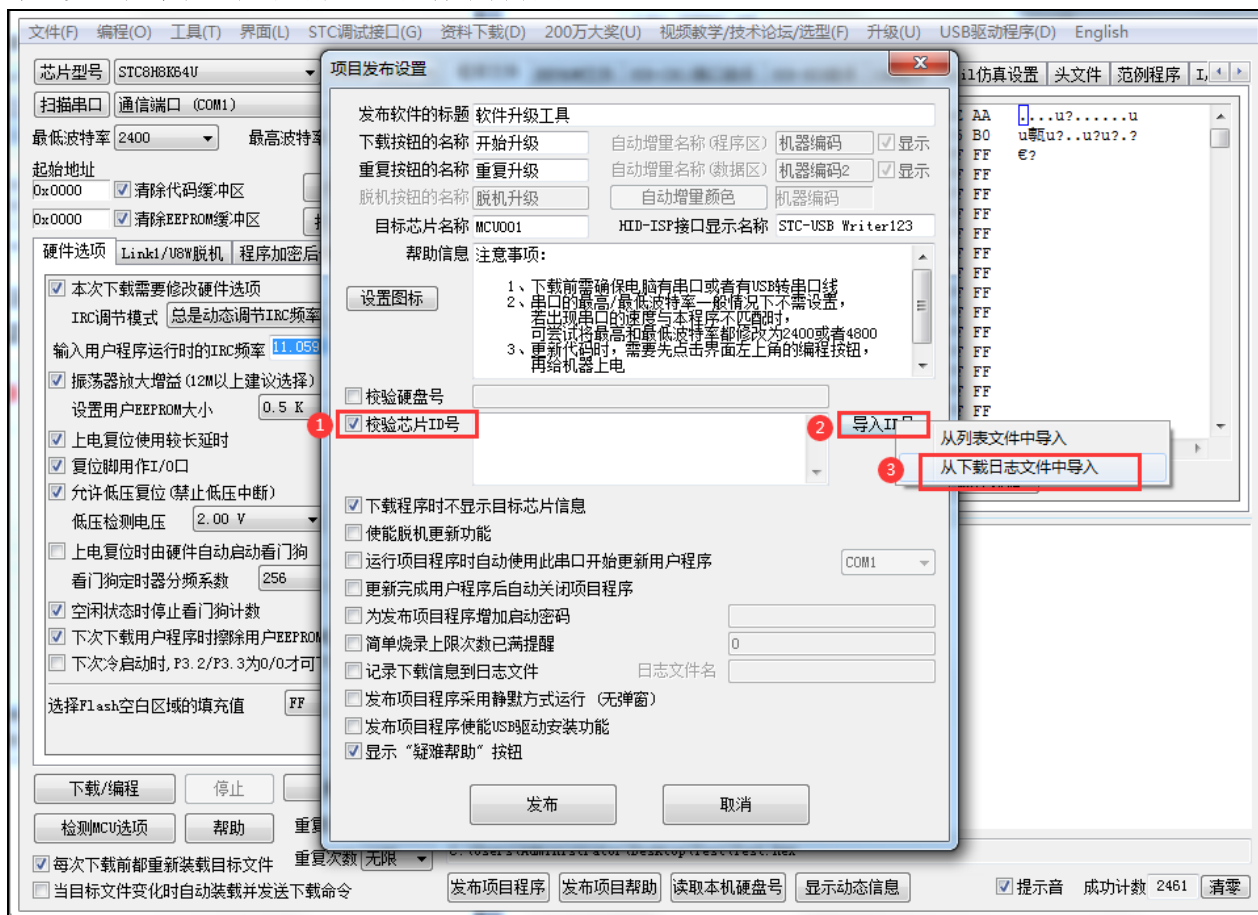 文件(F) 编程(O) 工具(T) 界面(L) STC调试接口(G) 资料下载(D) 200万大奖(U) 视频教学/技术论坛/选型(F) 升级(U) USB驱动程序(D) English
芯片型号 STC8H8K64U
扫描串口 通信端口 (COM1)
最低波特率 2400 最高波特率
起始地址
0x0000 清除代码缓冲区
0x0000 清除EEPROM缓冲区
硬件选项 Link1/U8W脱机 程序加密后
本次下载需要修改硬件选项
IRC调节模式 总是动态调节IRC频率
输入用户程序运行时的IRC频率 11.059
振荡器放大增益(12M以上建议选择)
设置用户EEPROM大小 0.5 K
上电复位使用较长延时
复位脚用作I/O口
允许低压复位(禁止低压中断)
低压检测电压 2.00 V
上电复位时由硬件自动启动看门狗
看门狗定时器分频系数 256
空闲状态时停止看门狗计数
下次下载用户程序时擦除用户EEPROM
下次冷启动时,P3.2/P3.3为0/0才可
选择Flash空白区域的填充值 FF
下载/编程 停止
检测MCU选项 帮助
每次下载前都重新装载目标文件 重复次数 无限
当目标文件变化时自动装载并发送下载命令
项目发布设置
发布软件的标题 软件升级工具
下载按钮的名称 开始升级 自动增量名称(程序区) 机器编码 显示
重复按钮的名称 重复升级 自动增量名称(数据区) 机器编码2 显示
脱机按钮的名称 脱机升级 自动增量颜色 机器编码
目标芯片名称 MCU001 HID-ISP接口显示名称 STC-USB Writer123
帮助信息 注意事项:
设置图标
1、下载前需确保电脑有串口或者有USB转串口线
2、串口的最高/最低波特率一般情况下不需设置,
若出现串口的速度与本程序不匹配时,
可尝试将最高和最低波特率都修改为2400或者4800
3、更新代码时,需要先点击界面左上角的编程按钮,
再给机器上电
校验硬盘号
1 校验芯片ID号 2 导入I
从列表文件中导入
3 从下载日志文件中导入
下载程序时不显示目标芯片信息
使能脱机更新功能
运行项目程序时自动使用此串口开始更新用户程序 COM1
更新完成用户程序后自动关闭项目程序
为发布项目程序增加启动密码
简单烧录上限次数已满提醒 0
记录下载信息到日志文件 日志文件名
发布项目程序采用静默方式运行 (无弹窗)
发布项目程序使能USB驱动安装功能
显示“疑难帮助”按钮
发布 取消
il仿真设置 头文件 范例程序 I,
AA ....u?......u
B0 u甄u?..u?u?.?
FF €?
FF
FF
FF
FF
FF
FF
FF
FF
FF
FF
FF
FF
FF
发布项目程序 发布项目帮助 读取本机硬盘号 显示动态信息 提示音 成功计数 2461 清零